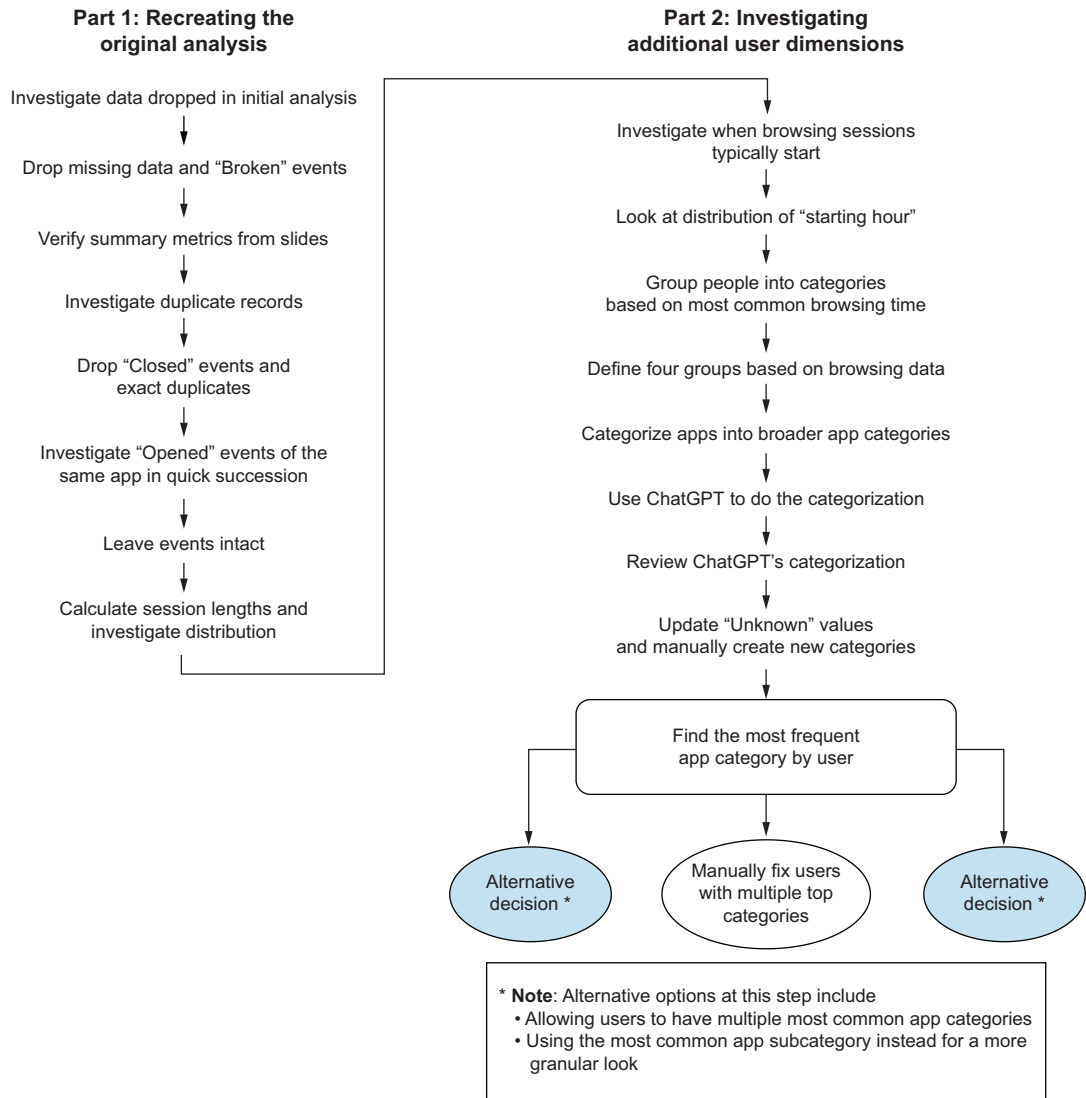 Part 1: Recreating the
original analysis
Investigate data dropped in initial analysis
Drop missing data and “Broken” events
Verify summary metrics from slides
Investigate duplicate records
Drop “Closed” events and
exact duplicates
Investigate “Opened” events of the
same app in quick succession
Leave events intact
Calculate session lengths and
investigate distribution
Part 2: Investigating
additional user dimensions
Investigate when browsing sessions
typically start
Look at distribution of “starting hour”
Group people into categories
based on most common browsing time
Define four groups based on browsing data
Categorize apps into broader app categories
Use ChatGPT to do the categorization
Review ChatGPT’s categorization
Update “Unknown” values
and manually create new categories
Find the most frequent
app category by user
Alternative
decision *
Manually fix users
with multiple top
categories
Alternative
decision *
* Note: Alternative options at this step include
• Allowing users to have multiple most common app categories
• Using the most common app subcategory instead for a more
granular look